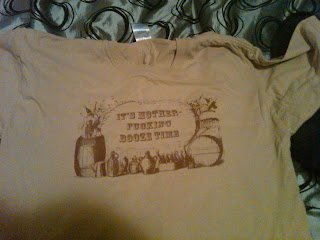 IT'S MOTHER-
FUCKING
BOOZE TIME